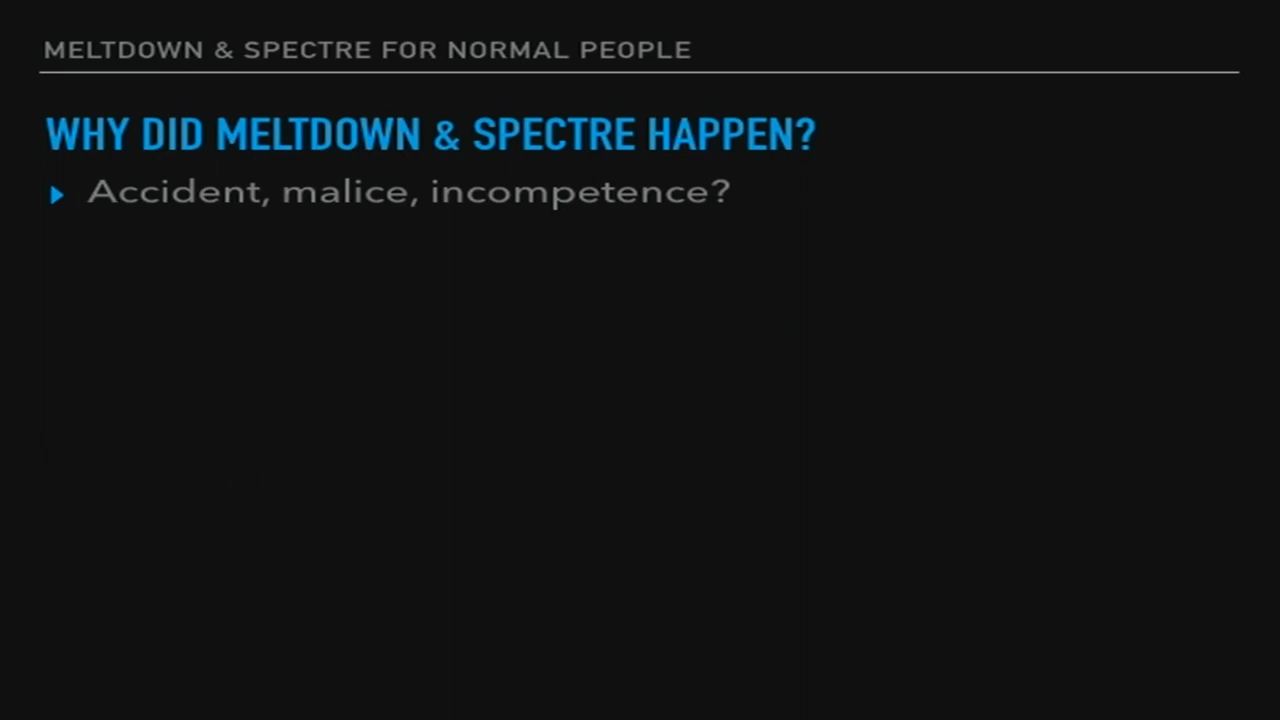 MELTDOWN & SPECTRE FOR NORMAL PEOPLE
WHY DID MELTDOWN & SPECTRE HAPPEN?
Accident, malice, incompetence?